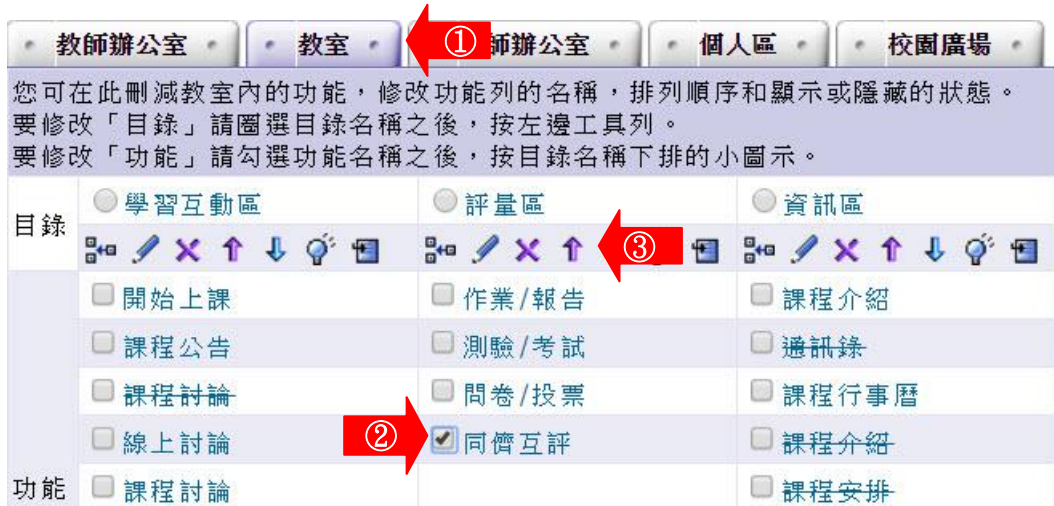 教師辦公室 教室 ① 師辦公室 個人區 校園廣場
您可在此刪減教室內的功能，修改功能列的名稱，排列順序和顯示或隱藏的狀態。
要修改「目錄」請圈選目錄名稱之後，按左邊工具列。
要修改「功能」請勾選功能名稱之後，按目錄名稱下排的小圖示。
目錄 學習互動區 評量區 資訊區
③
開始上課 作業/報告 課程介紹
課程公告 測驗/考試 通訊錄
課程討論 問卷/投票 課程行事曆
線上討論 ② 同儕互評 課程介紹
功能 課程討論 課程安排